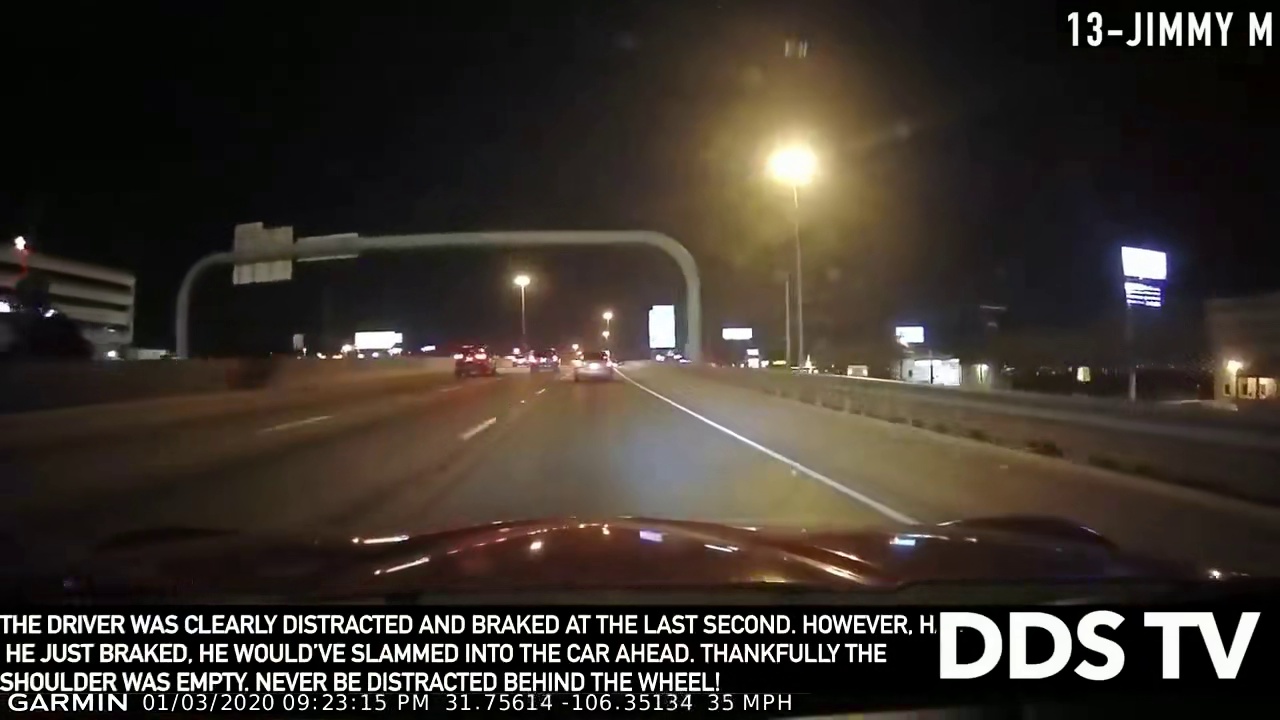 13-JIMMY M
THE DRIVER WAS CLEARLY DISTRACTED AND BRAKED AT THE LAST SECOND. HOWEVER,
HE JUST BRAKED, HE WOULD'VE SLAMMED INTO THE CAR AHEAD. THANKFULLY THE
SHOULDER WAS EMPTY. NEVER BE DISTRACTED BEHIND THE WHEEL!
DDS TV
GARMIN 01/03/2020 09:23:15 PM 31.75614 -106.35134 35 MPH